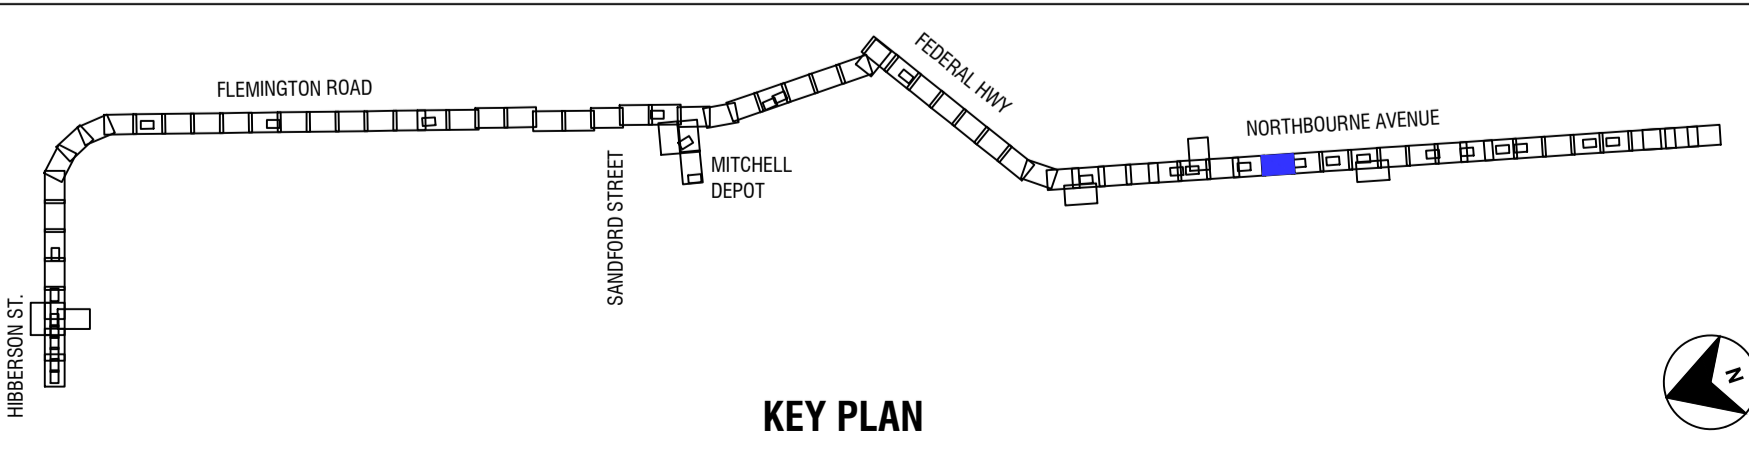 FLEMINGTON ROAD
FEDERAL HWY
NORTHBOURNE AVENUE
SANDFORD STREET
MITCHELL
DEPOT
HIBBERSON ST.
KEY PLAN
N